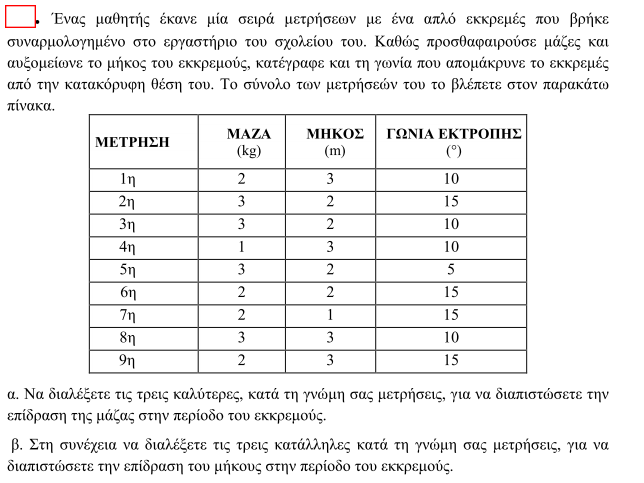 . Ένας μαθητής έκανε μία σειρά μετρήσεων με ένα απλό εκκρεμές που βρήκε
συναρμολογημένο στο εργαστήριο του σχολείου του. Καθώς προσθαφαιρούσε μάζες και
αυξομείωνε το μήκος του εκκρεμούς, κατέγραφε και τη γωνία που απομάκρυνε το εκκρεμές
από την κατακόρυφη θέση του. Το σύνολο των μετρήσεών του το βλέπετε στον παρακάτω
πίνακα.
ΜΕΤΡΗΣΗ ΜΑΖΑ (kg) ΜΗΚΟΣ (m) ΓΩΝΙΑ ΕΚΤΡΟΠΗΣ (°)
1η 2 3 10
2η 3 2 15
3η 3 2 10
4η 1 3 10
5η 3 2 5
6η 2 2 15
7η 2 1 15
8η 3 3 10
9η 2 3 15
α. Να διαλέξετε τις τρεις καλύτερες, κατά τη γνώμη σας μετρήσεις, για να διαπιστώσετε την
επίδραση της μάζας στην περίοδο του εκκρεμούς.
β. Στη συνέχεια να διαλέξετε τις τρεις κατάλληλες κατά τη γνώμη σας μετρήσεις, για να
διαπιστώσετε την επίδραση του μήκους στην περίοδο του εκκρεμούς.